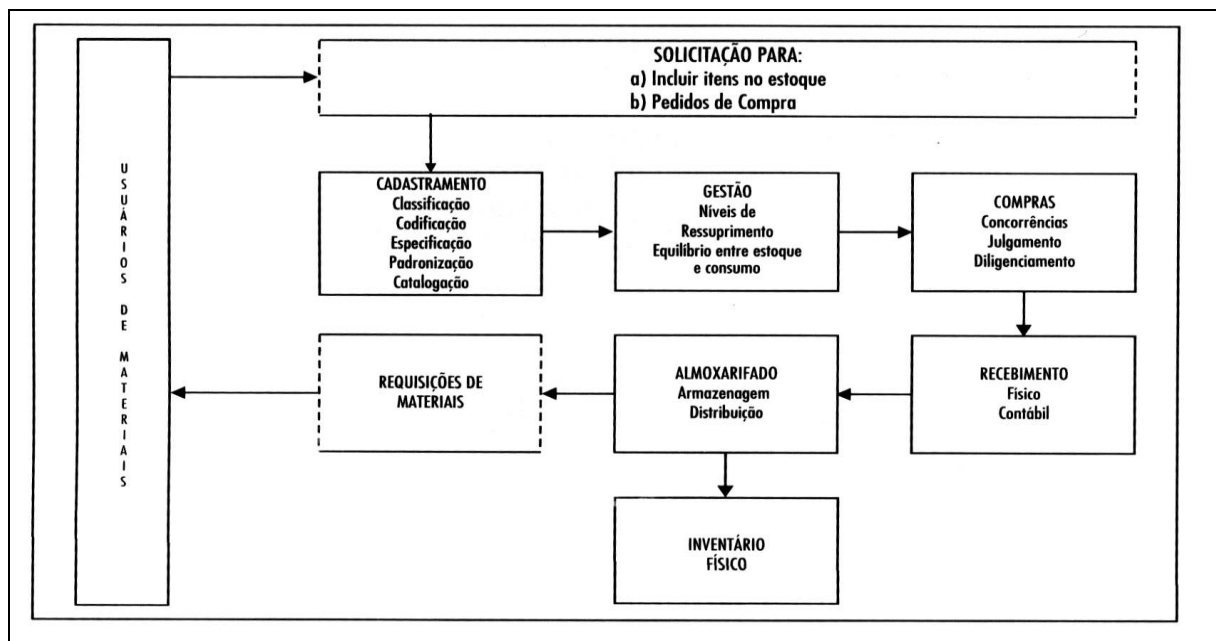 USUÁRIOS DE MATERIAIS
SOLICITAÇÃO PARA:
a) Incluir itens no estoque
b) Pedidos de Compra
CADASTRAMENTO
Classificação
Codificação
Especificação
Padronização
Catalogação
GESTÃO
Níveis de
Ressuprimento
Equilíbrio entre estoque
e consumo
COMPRAS
Concorrências
Julgamento
Diligenciamento
REQUISIÇÕES DE
MATERIAIS
ALMOXARIFADO
Armazenagem
Distribuição
RECEBIMENTO
Físico
Contábil
INVENTÁRIO
FÍSICO